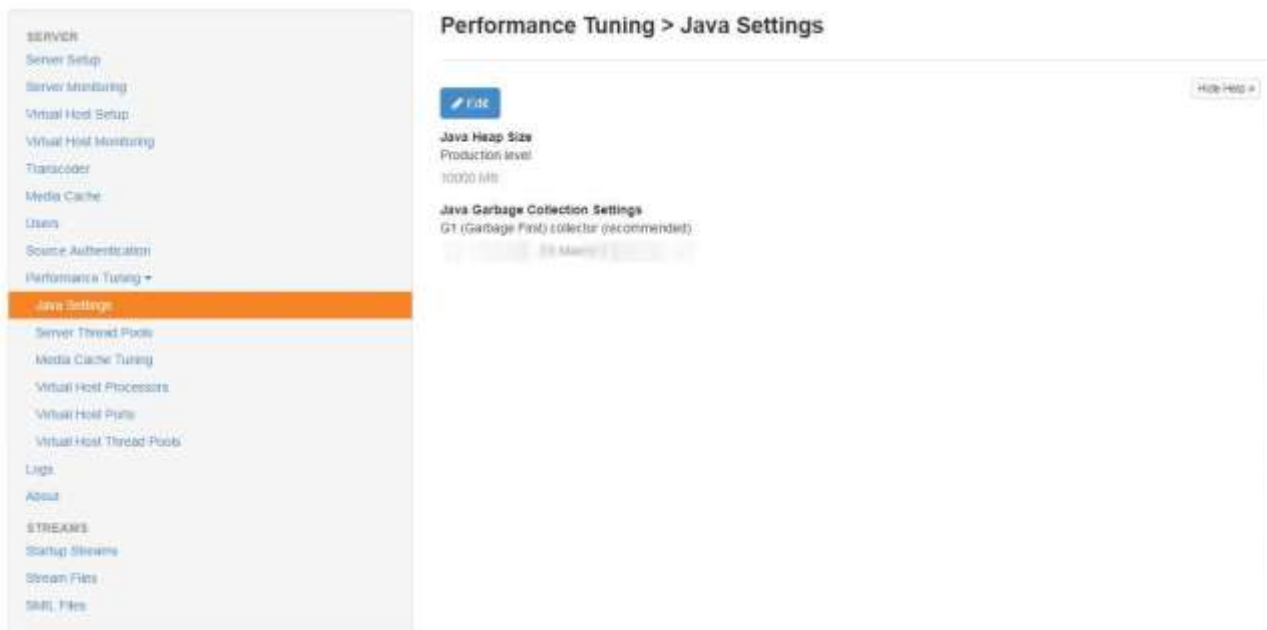 SERVER
Server Setup
Server Monitoring
Virtual Host Setup
Virtual Host Monitoring
Transcoder
Media Cache
Users
Source Authentication
Performance Tuning
Java Settings
Server Thread Pools
Media Cache Tuning
Virtual Host Processors
Virtual Host Ports
Virtual Host Thread Pools
Logs
About
STREAMS
Startup Streams
Stream Files
SMIL Files
Performance Tuning > Java Settings
Hide Help »
Edit
Java Heap Size
Production level
10000 MB
Java Garbage Collection Settings
G1 (Garbage First) collector (recommended)